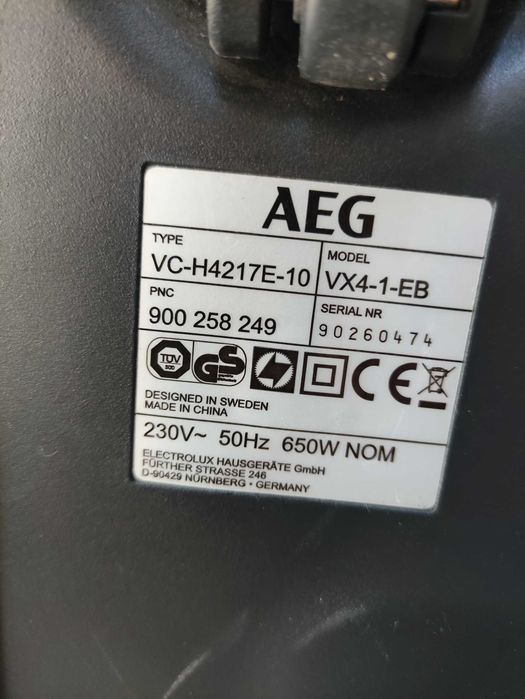 AEG
TYPE
VC-H4217E-10
MODEL
VX4-1-EB
PNC
900 258 249
SERIAL NR
90260474
TÜV
GS
CE
DESIGNED IN SWEDEN
MADE IN CHINA
230V~ 50Hz 650W NOM
ELECTROLUX HAUSGERÄTE GmbH
FÜRTHER STRASSE 246
D-90429 NÜRNBERG · GERMANY